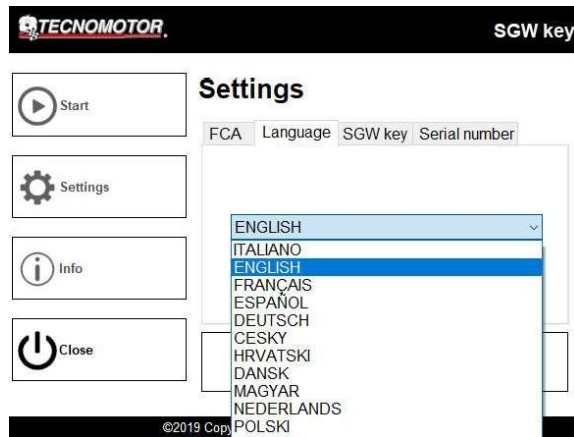 TECNOMOTOR.
SGW key
Start
Settings
Info
Close
Settings
FCA Language SGW key Serial number
ENGLISH
ITALIANO
ENGLISH
FRANÇAIS
ESPAÑOL
DEUTSCH
CESKY
HRVATSKI
DANSK
MAGYAR
NEDERLANDS
POLSKI
©2019 Copy